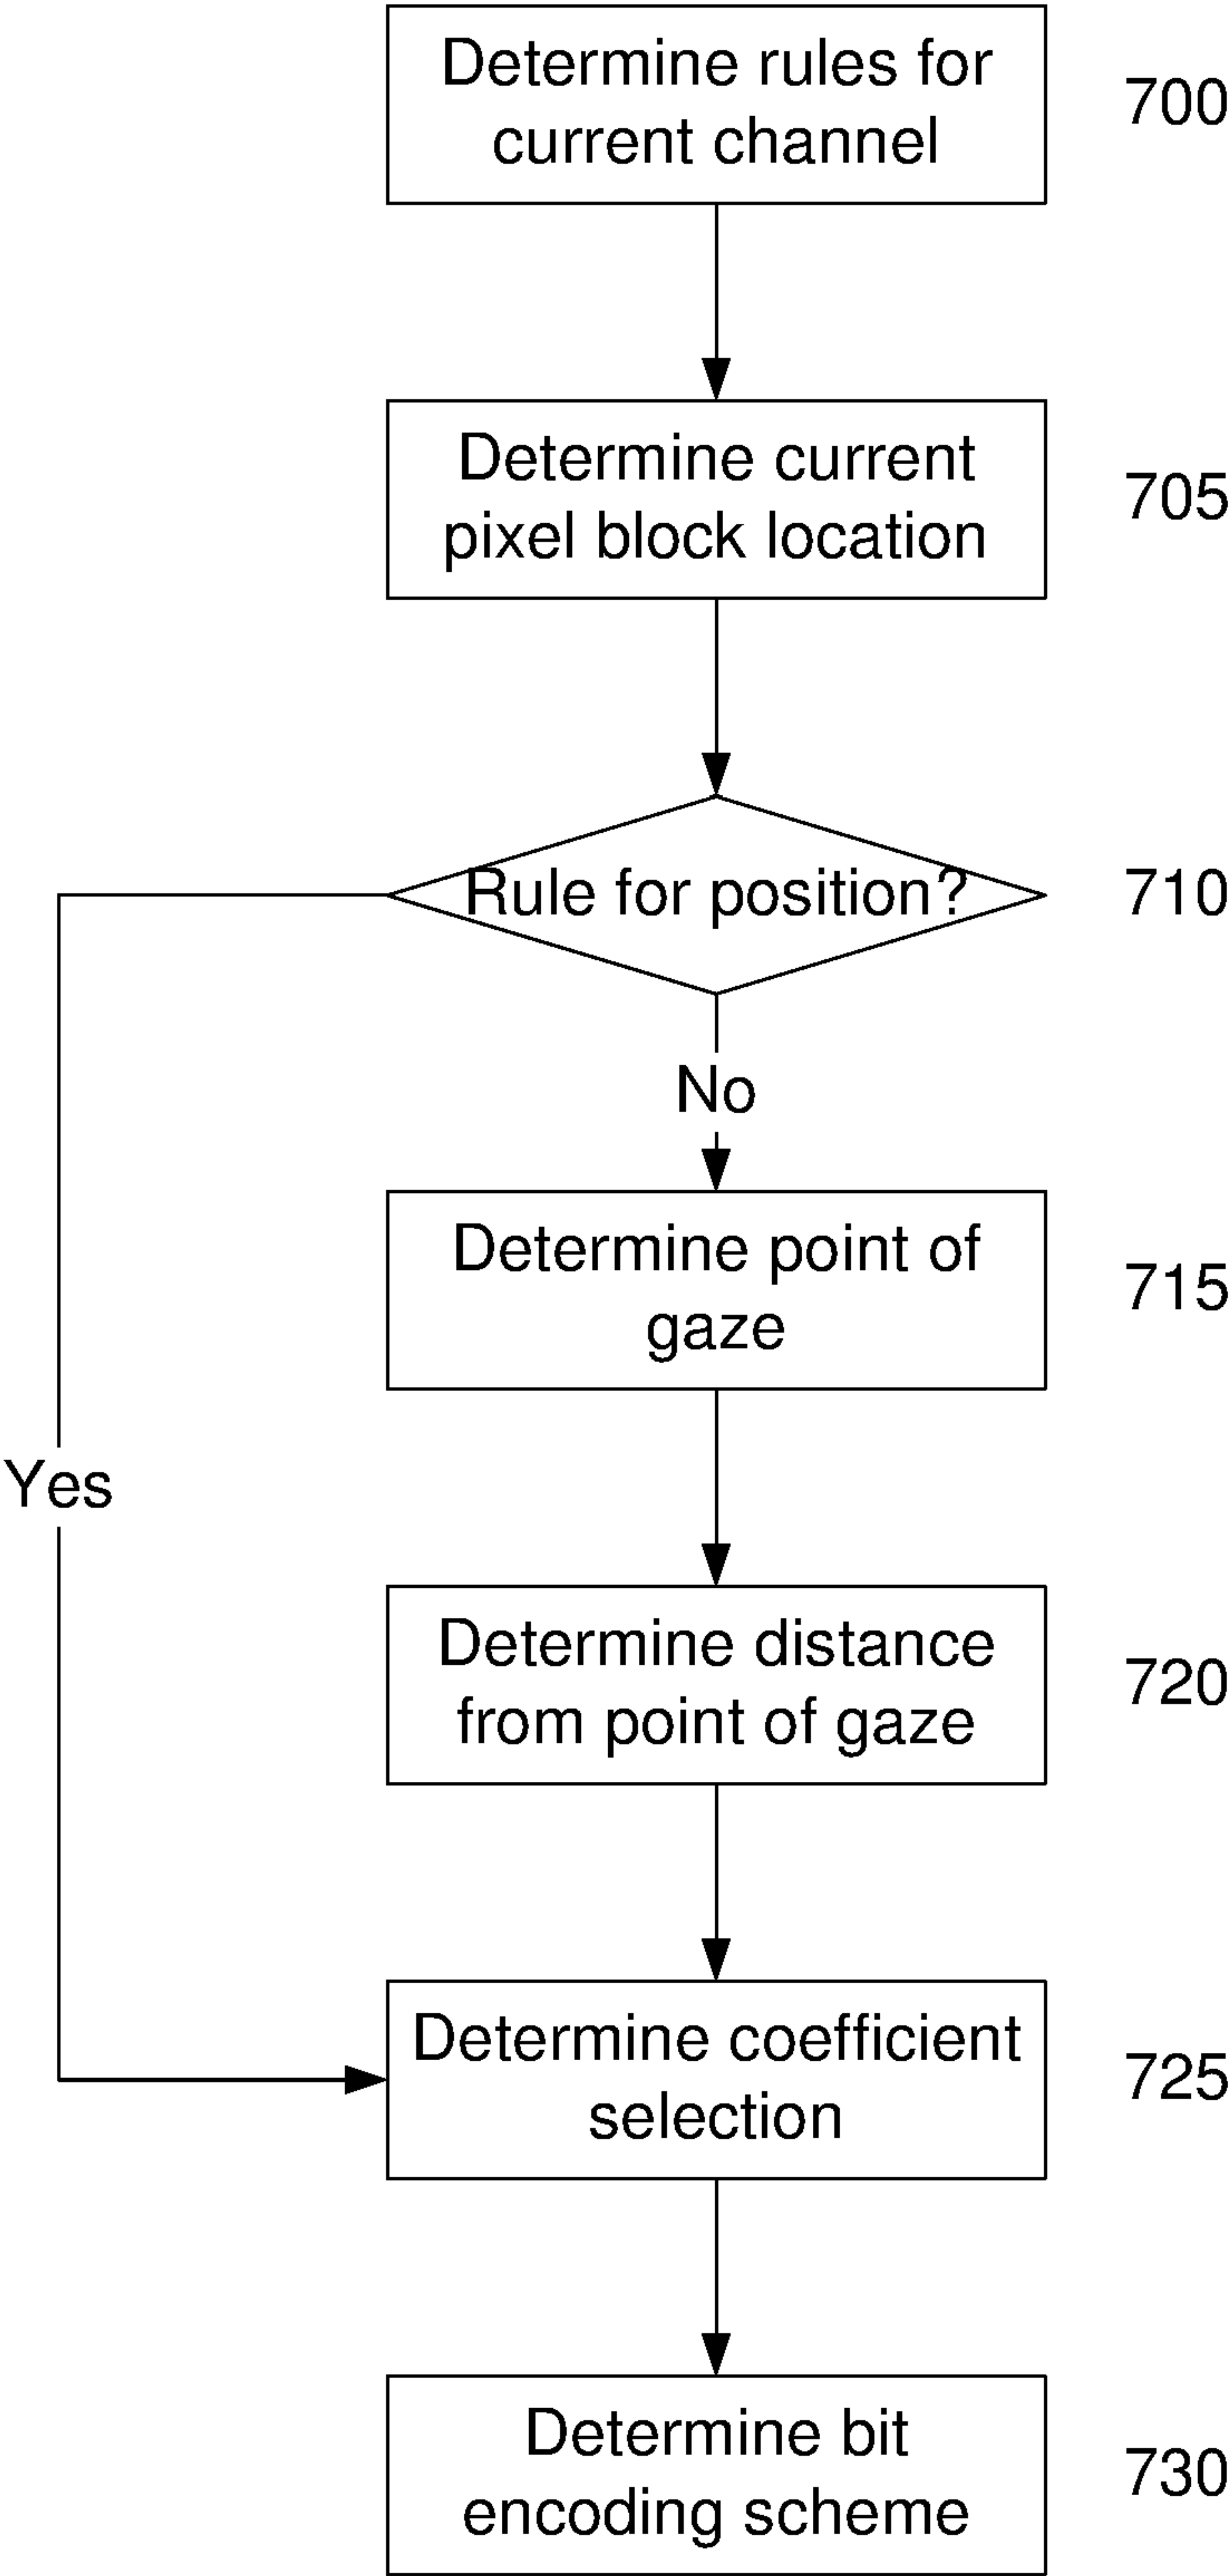 Determine rules for
current channel
700
Determine current
pixel block location
705
Rule for position?
710
No
Determine point of
gaze
715
Yes
Determine distance
from point of gaze
720
Determine coefficient
selection
725
Determine bit
encoding scheme
730